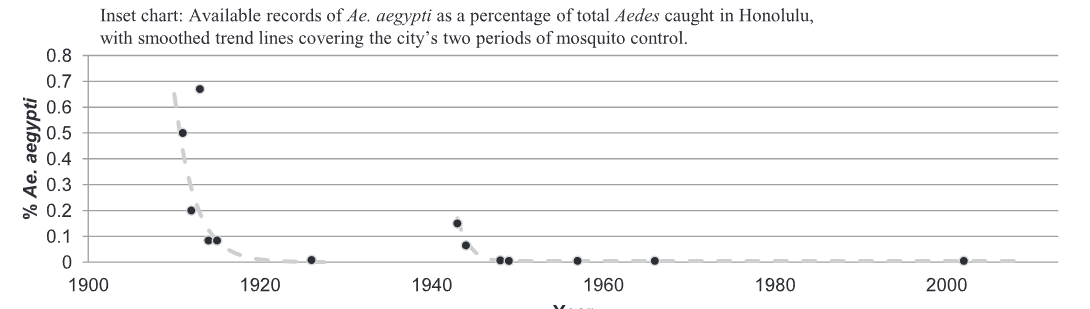 Inset chart: Available records of Ae. aegypti as a percentage of total Aedes caught in Honolulu,
with smoothed trend lines covering the city's two periods of mosquito control.
% Ae. aegypti
0.8
0.7
0.6
0.5
0.4
0.3
0.2
0.1
0
1900 1920 1940 1960 1980 2000